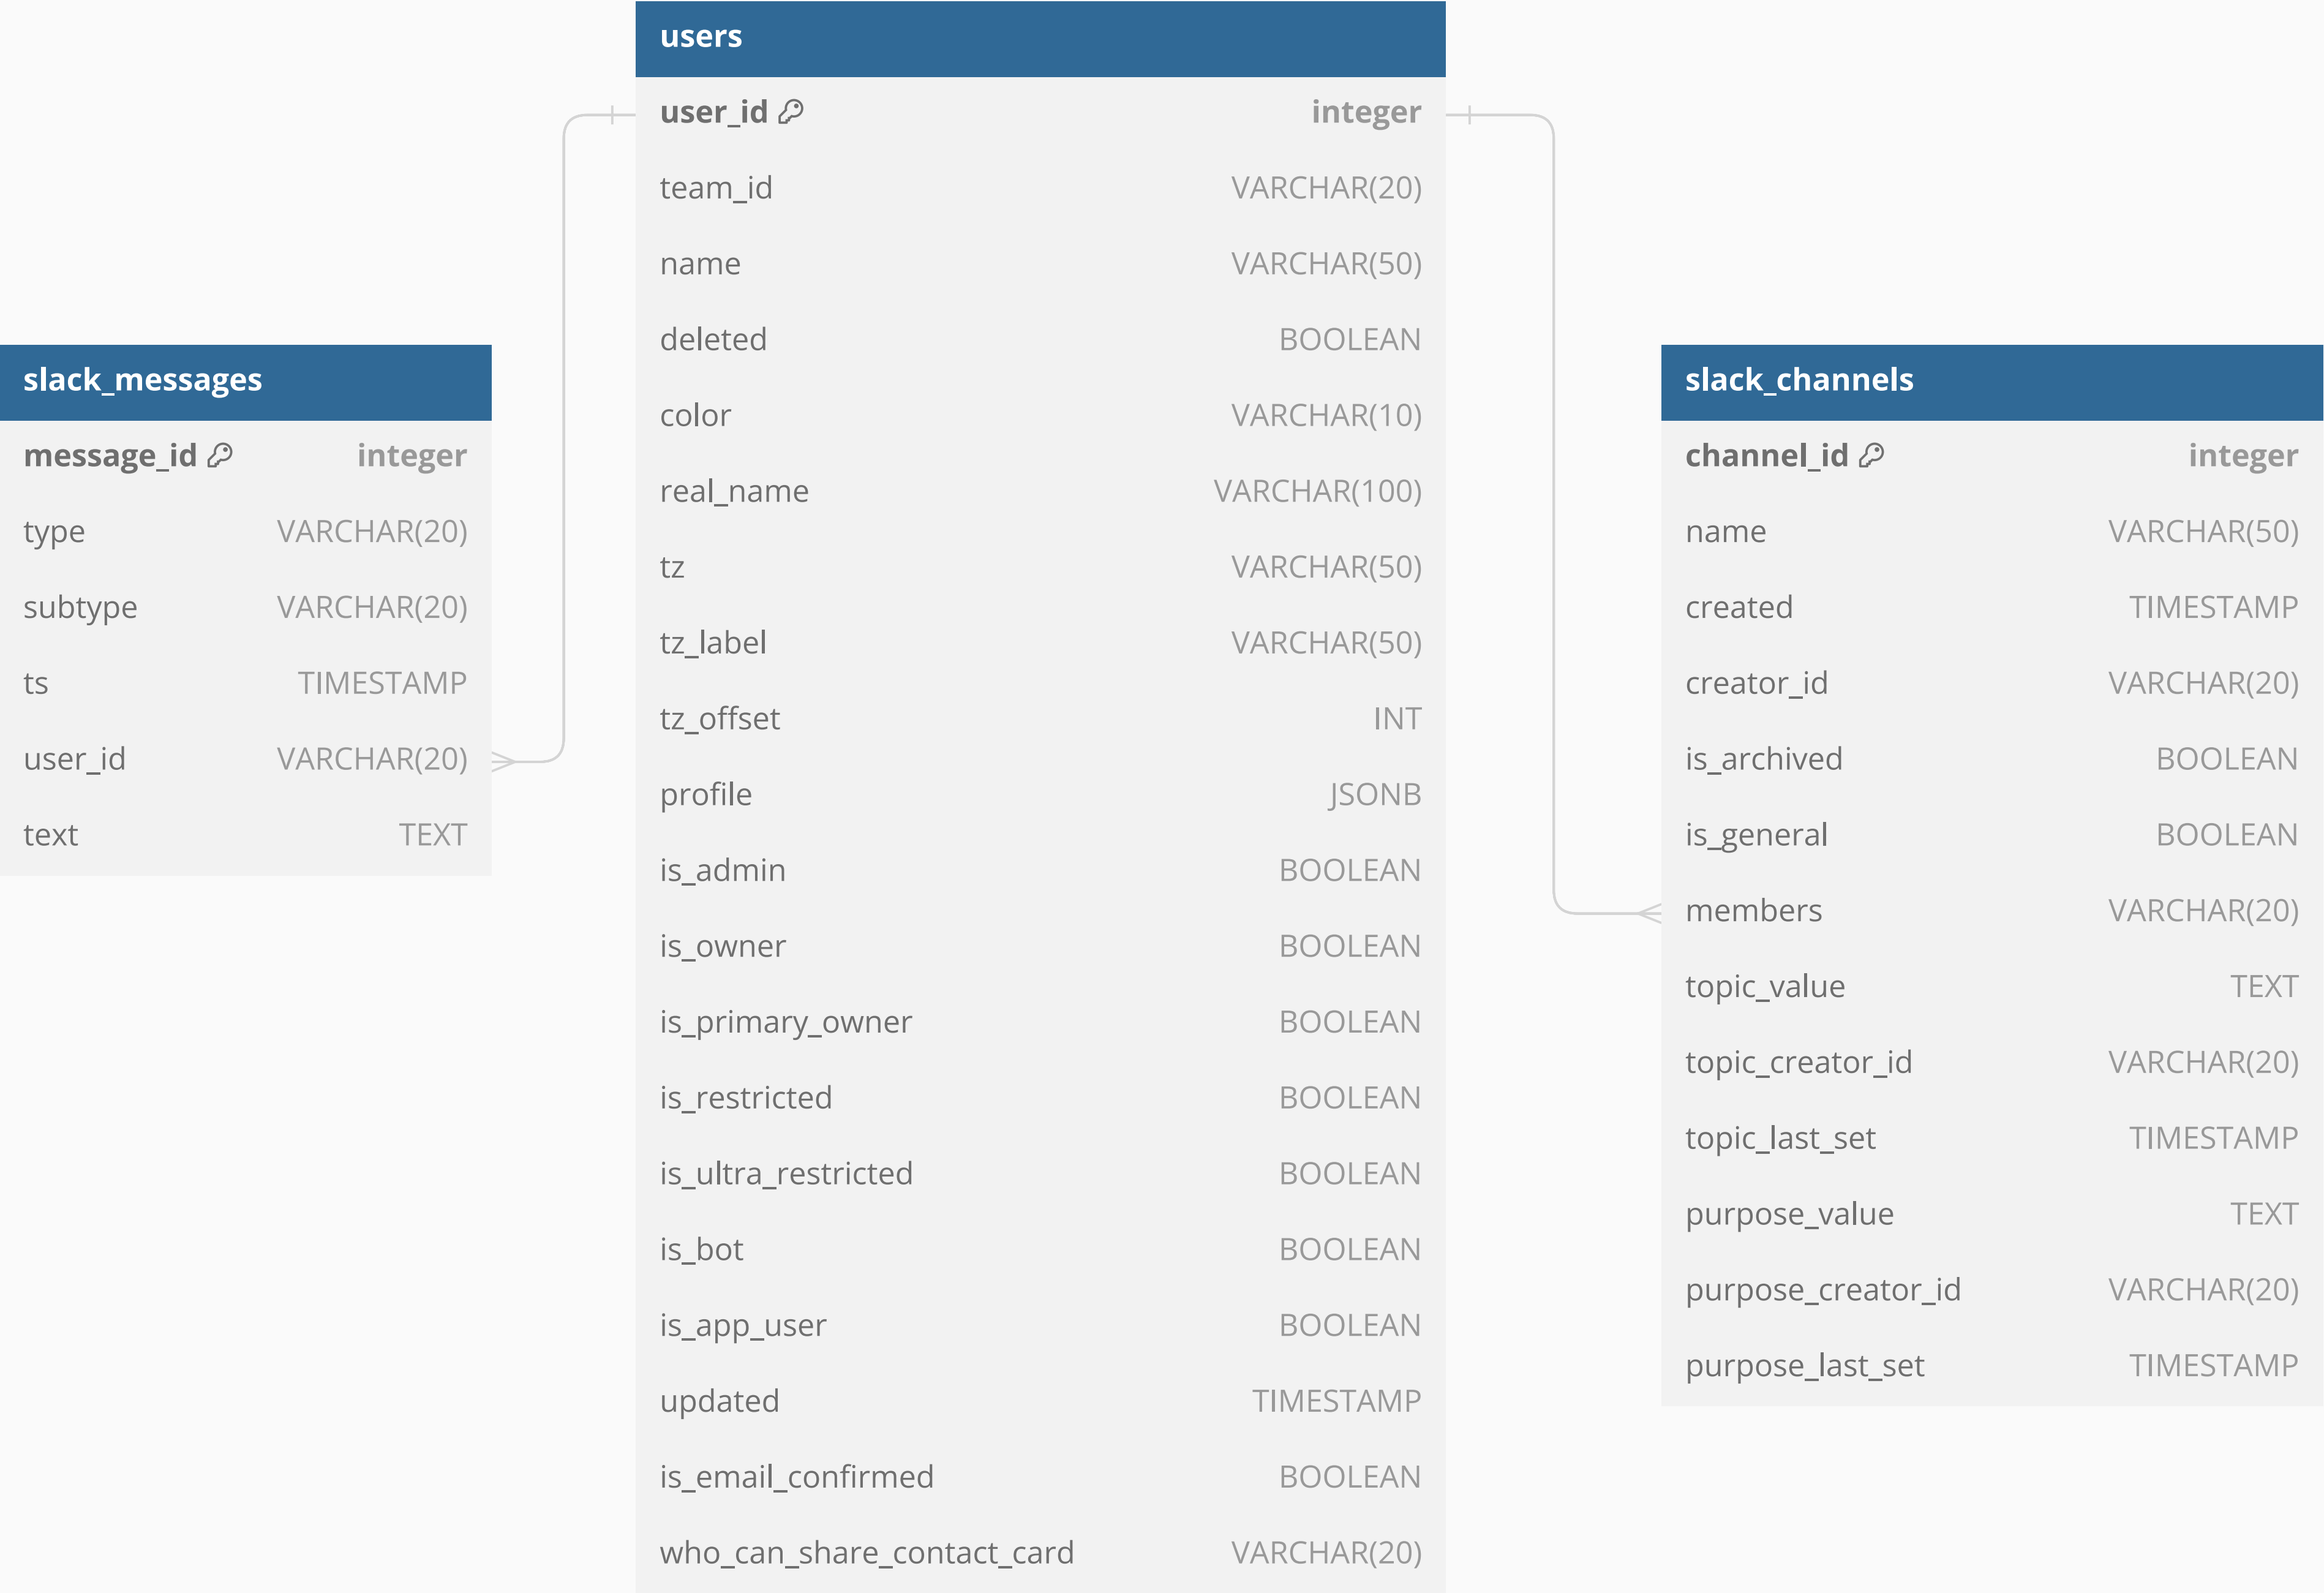 users
user_id integer
team_id VARCHAR(20)
name VARCHAR(50)
deleted BOOLEAN
color VARCHAR(10)
real_name VARCHAR(100)
tz VARCHAR(50)
tz_label VARCHAR(50)
tz_offset INT
profile JSONB
is_admin BOOLEAN
is_owner BOOLEAN
is_primary_owner BOOLEAN
is_restricted BOOLEAN
is_ultra_restricted BOOLEAN
is_bot BOOLEAN
is_app_user BOOLEAN
updated TIMESTAMP
is_email_confirmed BOOLEAN
who_can_share_contact_card VARCHAR(20)
slack_messages
message_id integer
type VARCHAR(20)
subtype VARCHAR(20)
ts TIMESTAMP
user_id VARCHAR(20)
text TEXT
slack_channels
channel_id integer
name VARCHAR(50)
created TIMESTAMP
creator_id VARCHAR(20)
is_archived BOOLEAN
is_general BOOLEAN
members VARCHAR(20)
topic_value TEXT
topic_creator_id VARCHAR(20)
topic_last_set TIMESTAMP
purpose_value TEXT
purpose_creator_id VARCHAR(20)
purpose_last_set TIMESTAMP